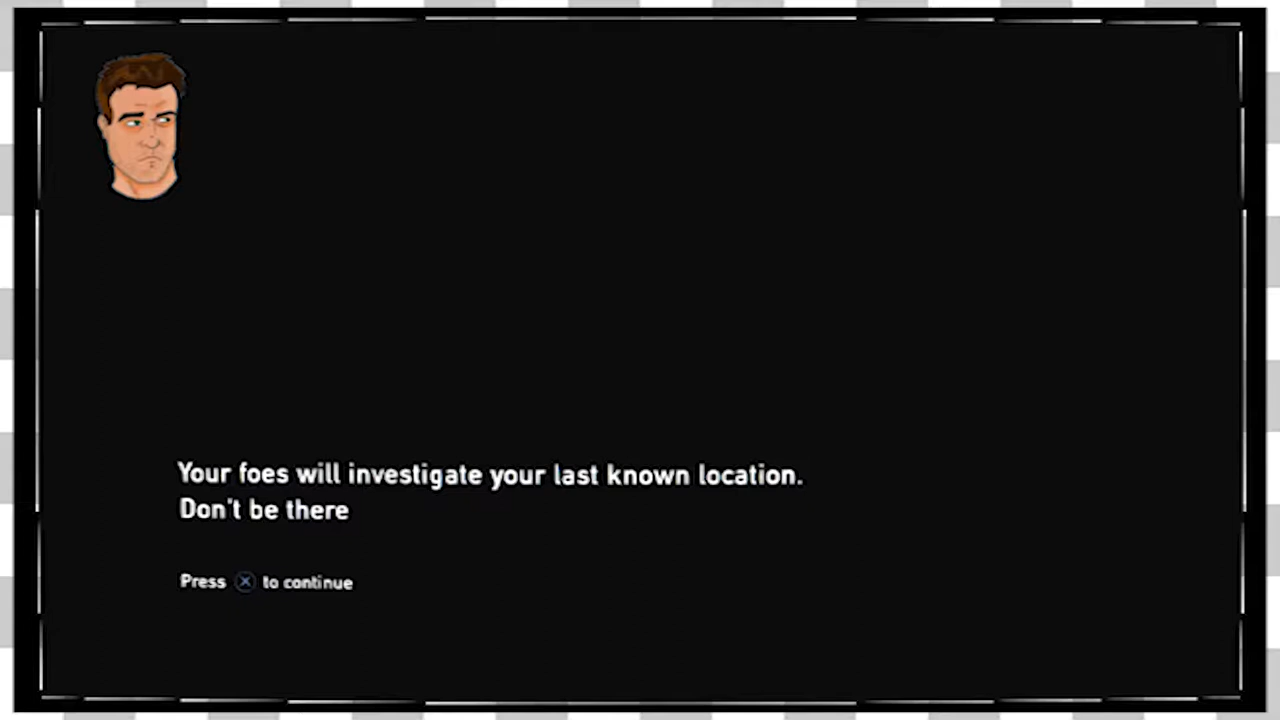 Your foes will investigate your last known location.
Don't be there
Press ⓧ to continue